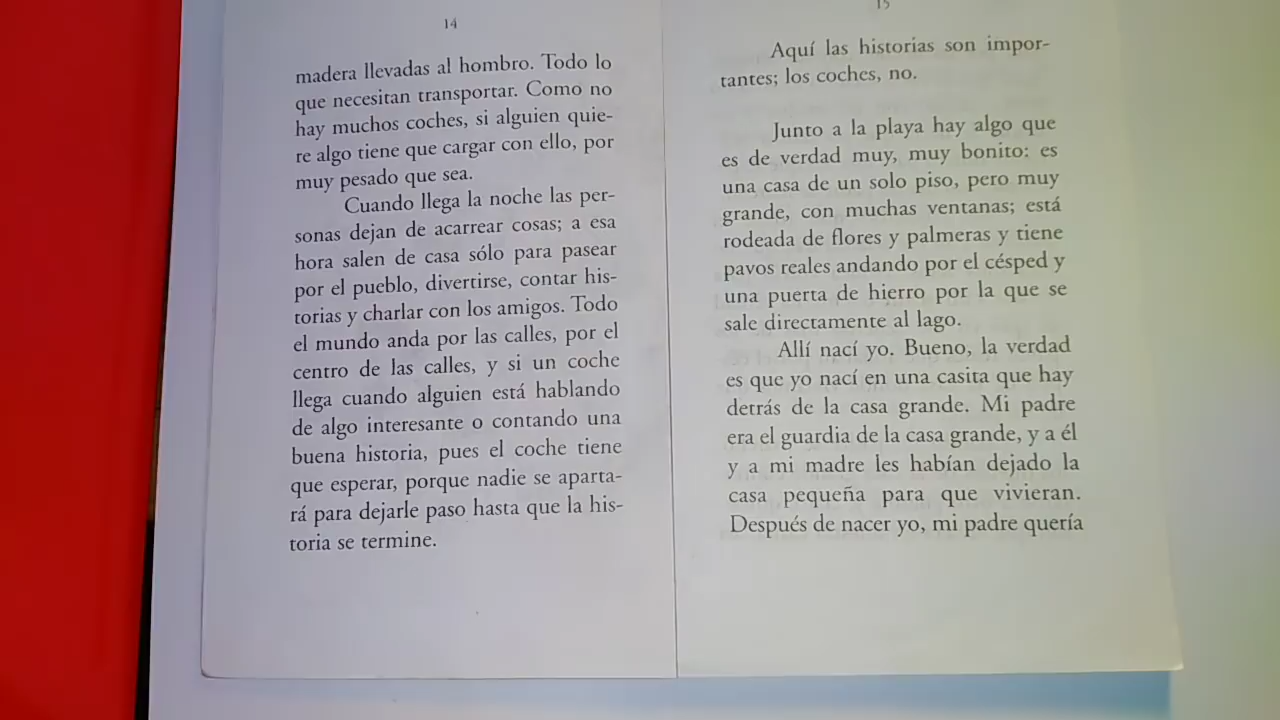 14
madera llevadas al hombro. Todo lo
que necesitan transportar. Como no
hay muchos coches, si alguien quie-
re algo tiene que cargar con ello, por
muy pesado que sea.
Cuando llega la noche las per-
sonas dejan de acarrear cosas; a esa
hora salen de casa sólo para pasear
por el pueblo, divertirse, contar his-
torias y charlar con los amigos. Todo
el mundo anda por las calles, por el
centro de las calles, y si un coche
llega cuando alguien está hablando
de algo interesante o contando una
buena historia, pues el coche tiene
que esperar, porque nadie se aparta-
rá para dejarle paso hasta que la his-
toria se termine.
15
Aquí las historias son impor-
tantes; los coches, no.
Junto a la playa hay algo que
es de verdad muy, muy bonito: es
una casa de un solo piso, pero muy
grande, con muchas ventanas; está
rodeada de flores y palmeras y tiene
pavos reales andando por el césped y
una puerta de hierro por la que se
sale directamente al lago.
Allí nací yo. Bueno, la verdad
es que yo nací en una casita que hay
detrás de la casa grande. Mi padre
era el guardia de la casa grande, y a él
y a mi madre les habían dejado la
casa pequeña para que vivieran.
Después de nacer yo, mi padre quería